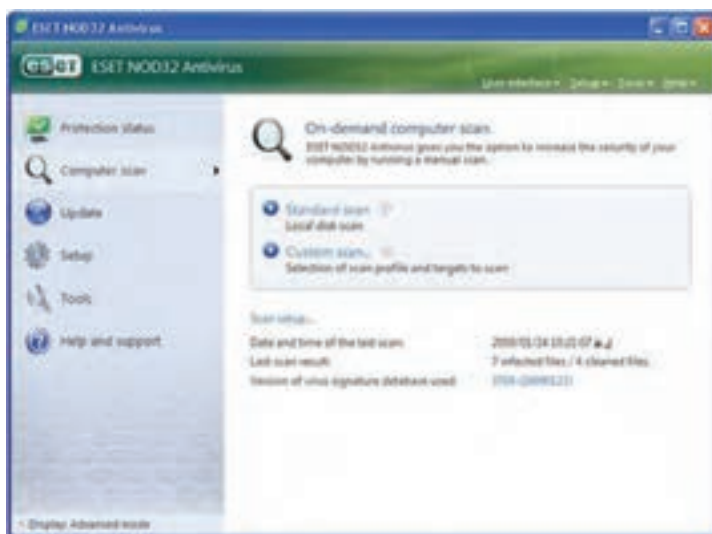 ESET NOD32 Antivirus
eset ESET NOD32 Antivirus
User interface Setup Tools Help
Protection status
Computer scan
Update
Setup
Tools
Help and support
On-demand computer scan
ESET NOD32 Antivirus gives you the option to increase the security of your
computer by running a manual scan.
Standard scan
Local disk scan
Custom scan...
Selection of scan profile and targets to scan
Scan setup...
Date and time of the last scan:
Last scan result: 7 infected files / 4 cleaned files
Version of virus signature database used:
Display: Advanced mode